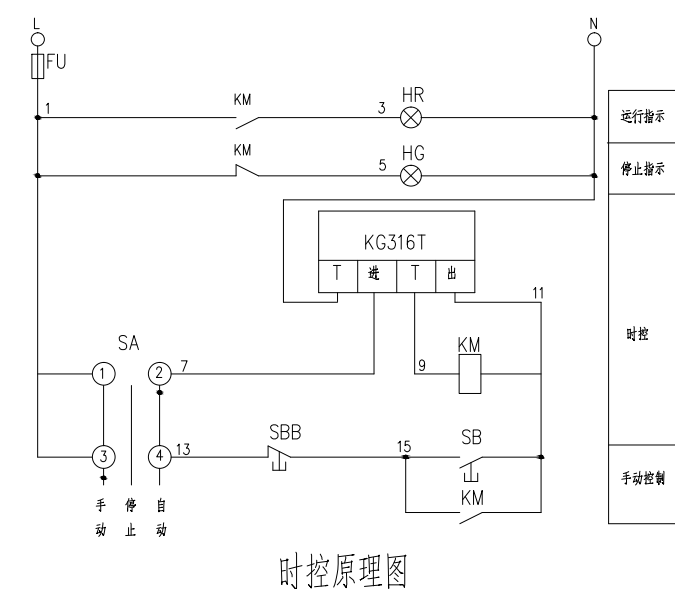 L
N
FU
1
KM
3
HR
运行指示
KM
5
HG
停止指示
KG316T
T 进 T 出
11
时控
SA
KM
1 2 7
9
SBB
SB
3 4 13
15
手动控制
KM
手动 停止 自动
时控原理图